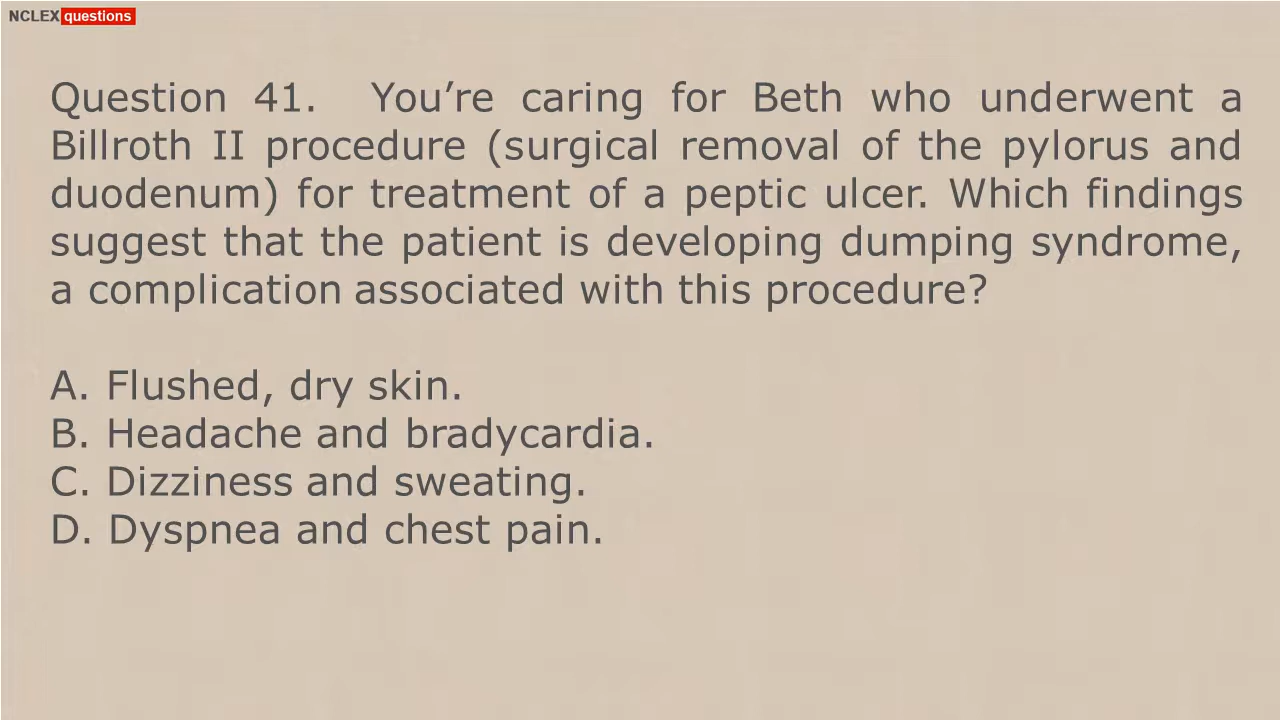 NCLEX questions
Question 41. You’re caring for Beth who underwent a
Billroth II procedure (surgical removal of the pylorus and
duodenum) for treatment of a peptic ulcer. Which findings
suggest that the patient is developing dumping syndrome,
a complication associated with this procedure?
A. Flushed, dry skin.
B. Headache and bradycardia.
C. Dizziness and sweating.
D. Dyspnea and chest pain.